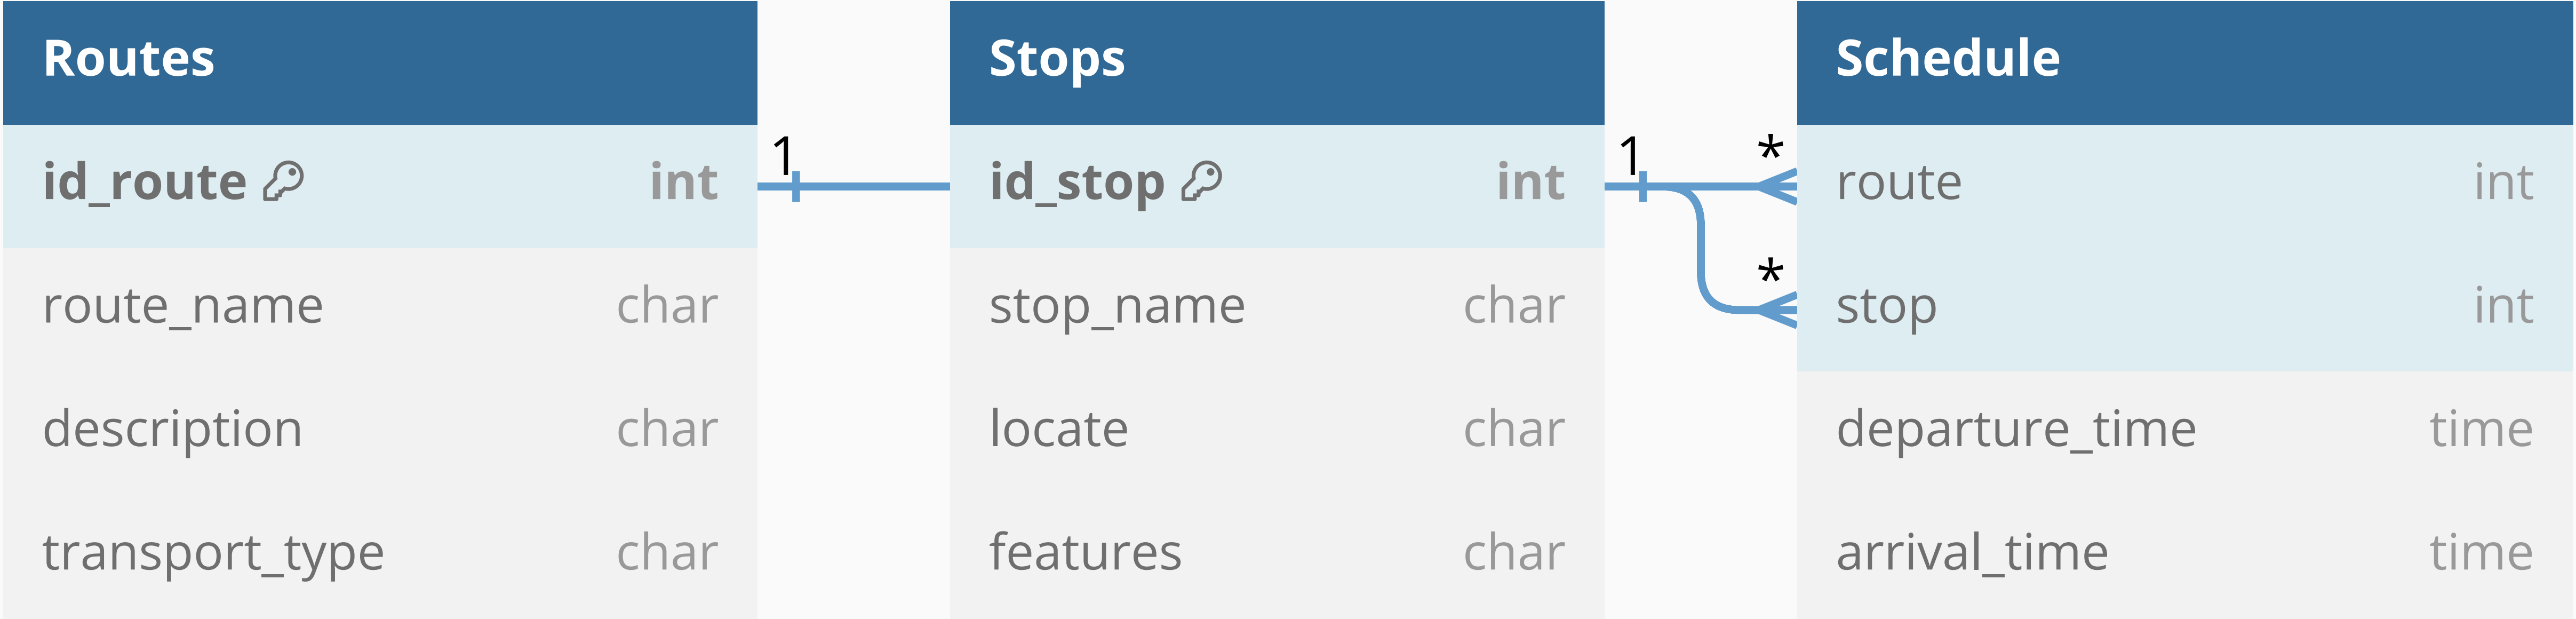 Routes
id_route int
route_name char
description char
transport_type char
1
Stops
id_stop int
stop_name char
locate char
features char
1
*
*
Schedule
route int
stop int
departure_time time
arrival_time time